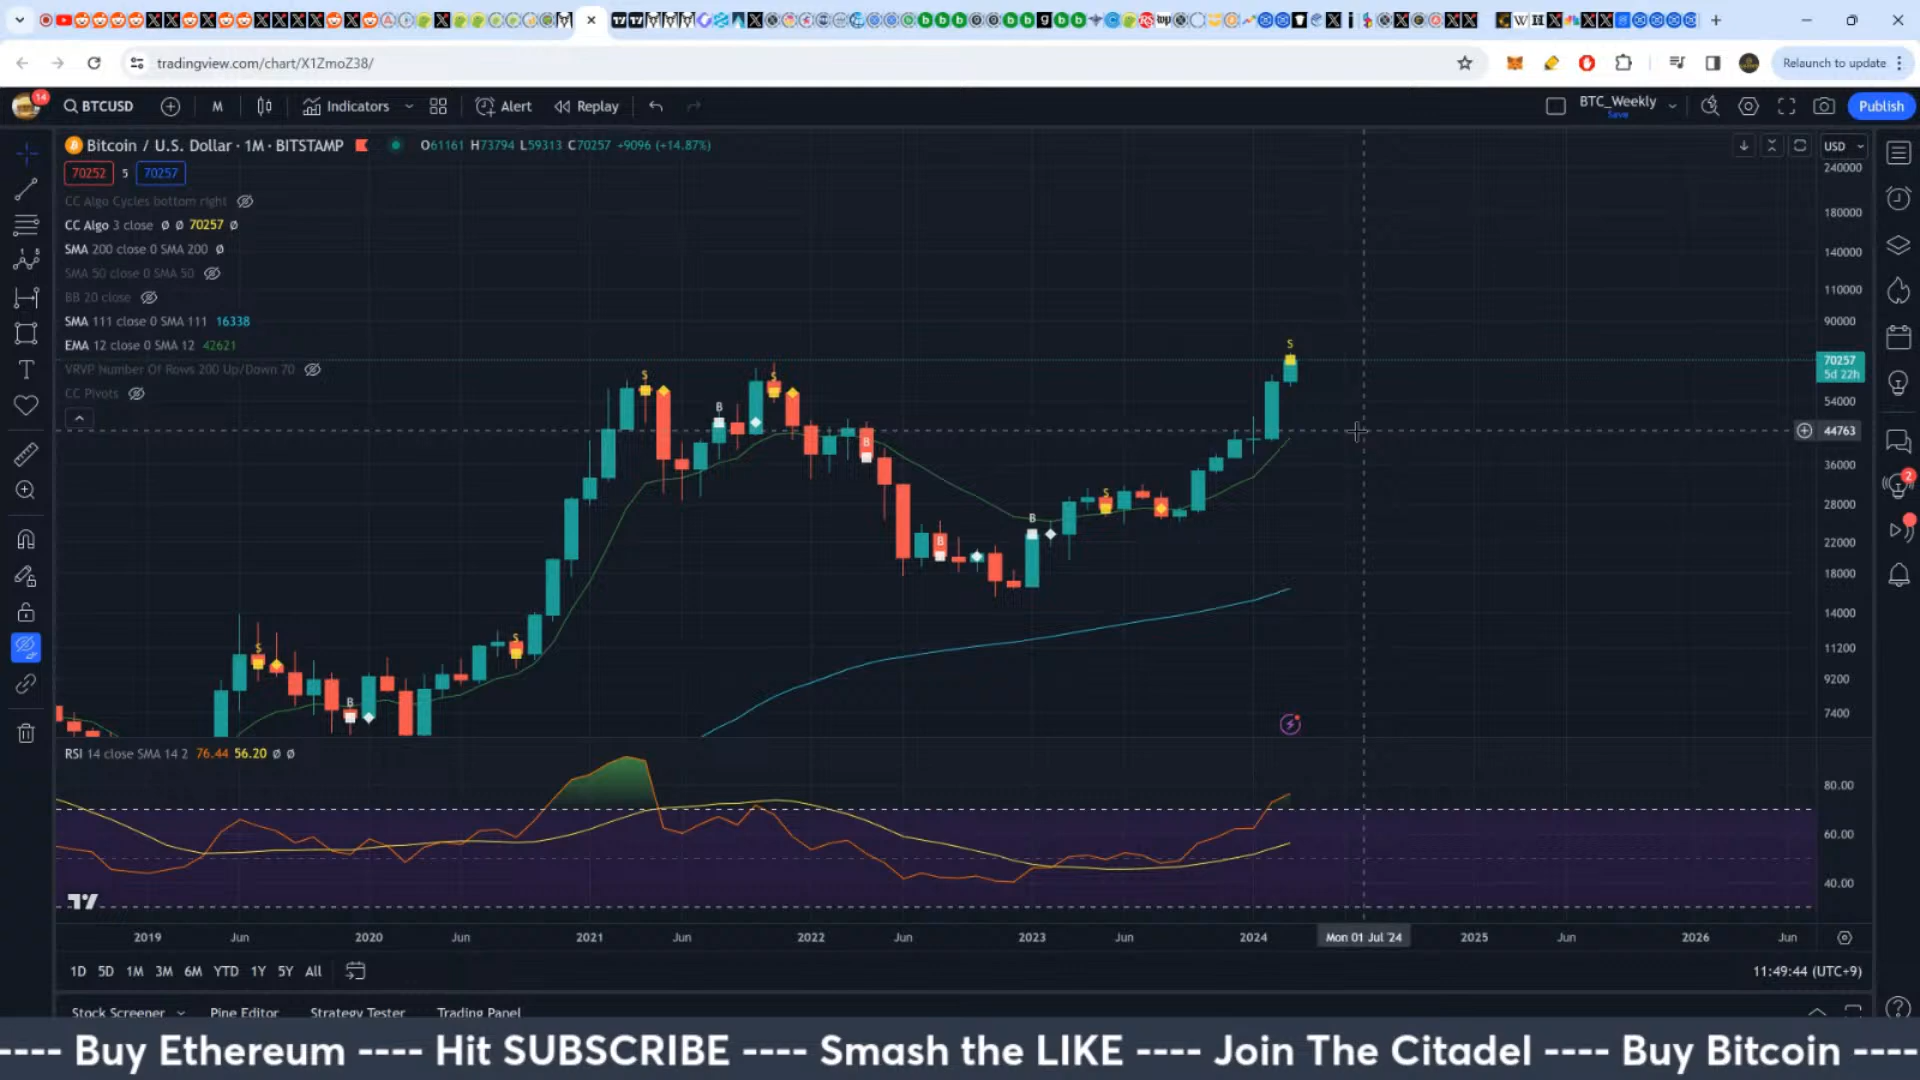 tradingview.com/chart/X1ZmoZ38/
Relaunch to update
14
BTCUSD
M
Indicators
Alert
Replay
BTC_Weekly
Save
Publish
Bitcoin / U.S. Dollar · 1M · BITSTAMP
O61161 H73794 L59313 C70257 +9096 (+14.87%)
USD
70252 5 70257
CC Algo Cycles bottom right
CC Algo 3 close ø ø 70257 ø
SMA 200 close 0 SMA 200 ø
SMA 50 close 0 SMA 50
BB 20 close
SMA 111 close 0 SMA 111 16338
EMA 12 close 0 SMA 12 42621
VRVP Number Of Rows 200 Up/Down 70
CC Pivots
240000
180000
140000
110000
90000
70257
5d 22h
54000
44763
36000
28000
22000
18000
14000
11200
9200
7400
S
S
S
B
B
S
B
B
S
S
B
2
RSI 14 close SMA 14 2 76.44 56.20 ø ø
80.00
60.00
40.00
2019 Jun 2020 Jun 2021 Jun 2022 Jun 2023 Jun 2024 Mon 01 Jul '24 2025 Jun 2026 Jun
1D 5D 1M 3M 6M YTD 1Y 5Y All
11:49:44 (UTC+9)
Stock Screener Pine Editor Strategy Tester Trading Panel
---- Buy Ethereum ---- Hit SUBSCRIBE ---- Smash the LIKE ---- Join The Citadel ---- Buy Bitcoin ----